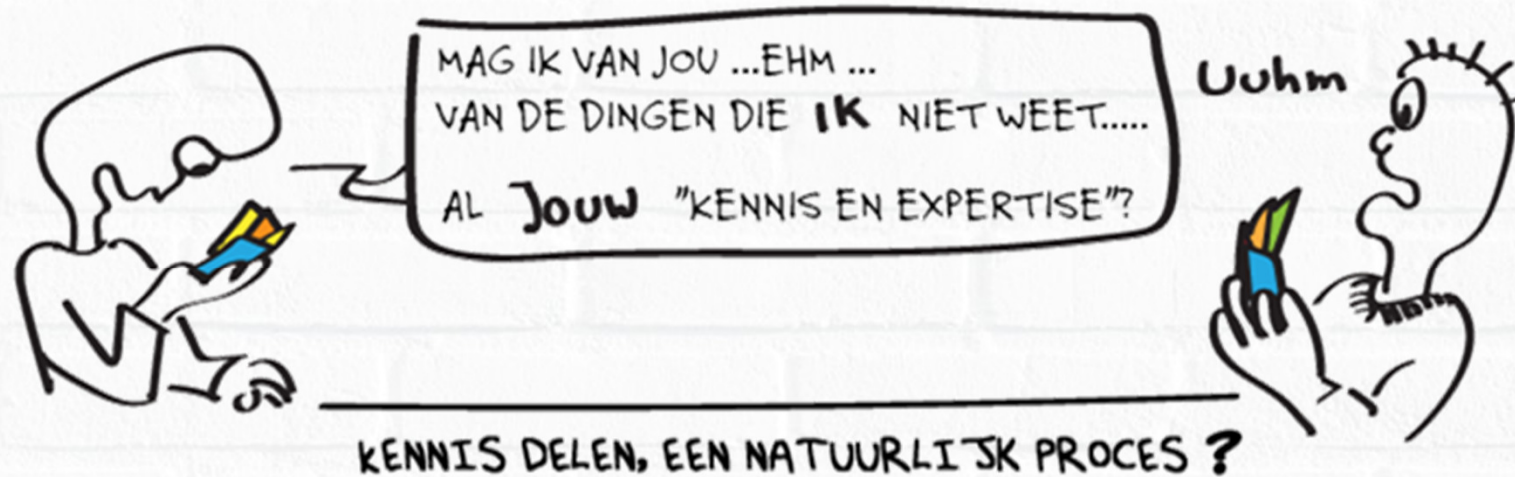 MAG IK VAN JOU ...EHM ...
VAN DE DINGEN DIE IK NIET WEET.....
AL JOUW "KENNIS EN EXPERTISE"?
Uuhm
KENNIS DELEN, EEN NATUURLIJK PROCES ?